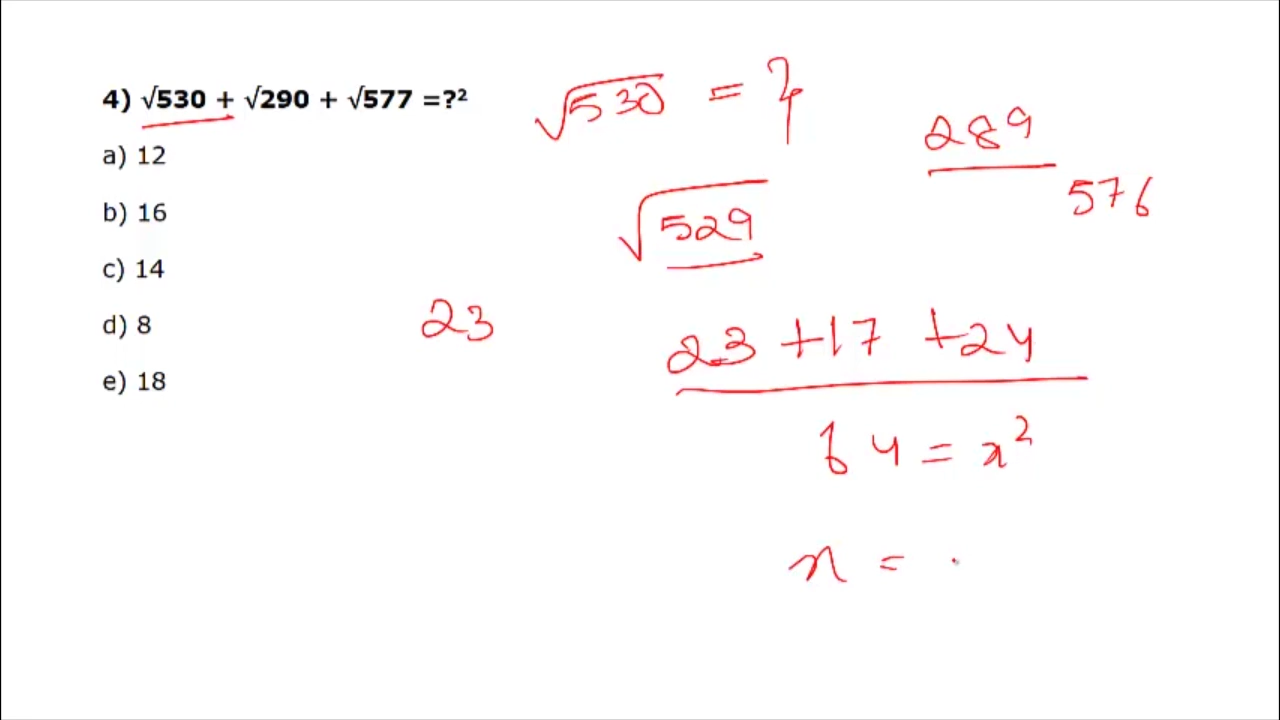 4) √530 + √290 + √577 =?²
a) 12
b) 16
c) 14
d) 8
e) 18
√530 = ?
289
576
√529
23
23 + 17 + 24
64 = x²
x =